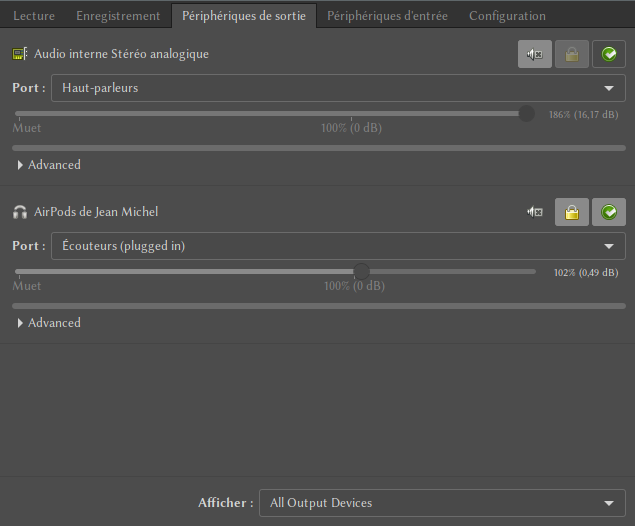 Lecture Enregistrement Périphériques de sortie Périphériques d'entrée Configuration
Audio interne Stéréo analogique
Port : Haut-parleurs
186% (16,17 dB)
Muet 100% (0 dB)
Advanced
AirPods de Jean Michel
Port : Écouteurs (plugged in)
102% (0,49 dB)
Muet 100% (0 dB)
Advanced
Afficher : All Output Devices